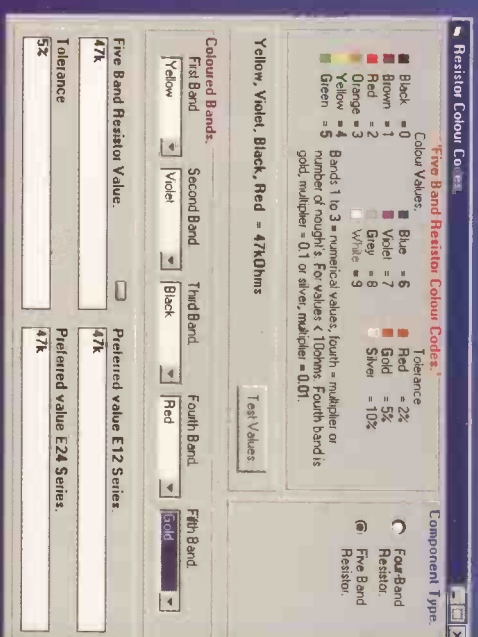 Resistor Colour Codes.
"Five Band Resistor Colour Codes."
Colour Values.
Tolerance
Black = 0
Blue = 6
Red = 2%
Brown = 1
Violet = 7
Gold = 5%
Red = 2
Grey = 8
Silver = 10%
Orange = 3
White = 9
Yellow = 4
Green = 5
Bands 1 to 3 = numerical values, fourth = multiplier or
number of nought's. For values < 10ohms. Fourth band is
gold, multiplier = 0.1 or silver, multiplier = 0.01.
Component Type.
Four-Band
Resistor.
Five Band
Resistor.
Yellow, Violet, Black, Red = 47kOhms
Test Values
Coloured Bands.
First Band
Second Band
Third Band
Fourth Band
Fifth Band
Yellow
Violet
Black
Red
Gold
Five Band Resistor Value.
Preferred value E12 Series.
47k
47k
Tolerance
Preferred value E24 Series.
5%
47k